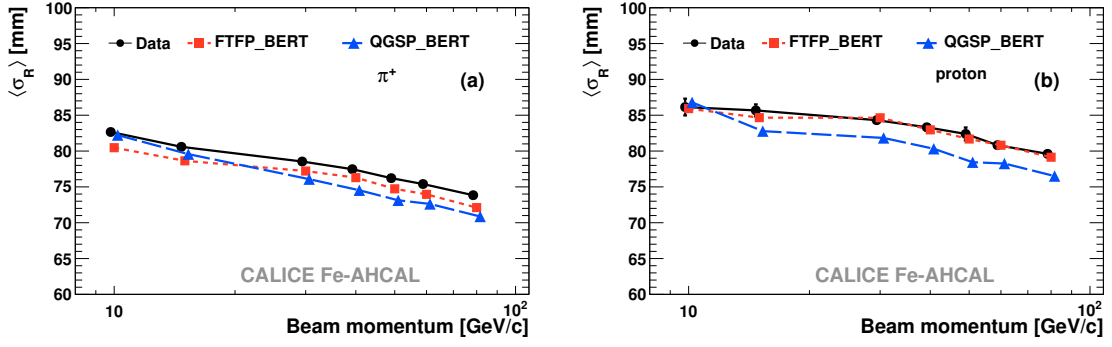 ⟨σ_R⟩ [mm]
100
95
90
85
80
75
70
65
60
Data
FTFP_BERT
QGSP_BERT
π⁺
(a)
CALICE Fe-AHCAL
10
10²
Beam momentum [GeV/c]
⟨σ_R⟩ [mm]
100
95
90
85
80
75
70
65
60
Data
FTFP_BERT
QGSP_BERT
proton
(b)
CALICE Fe-AHCAL
10
10²
Beam momentum [GeV/c]